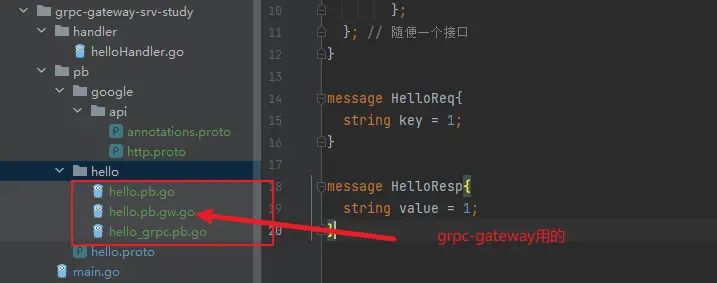 grpc-gateway-srv-study
handler
helloHandler.go
pb
google
api
annotations.proto
http.proto
hello
hello.pb.go
hello.pb.gw.go
hello_grpc.pb.go
hello.proto
main.go
10 };
11 }; // 随便一个接口
12 }
13
14 message HelloReq{
15 string key = 1;
16 }
17
18 message HelloResp{
19 string value = 1;
20 }
grpc-gateway用的